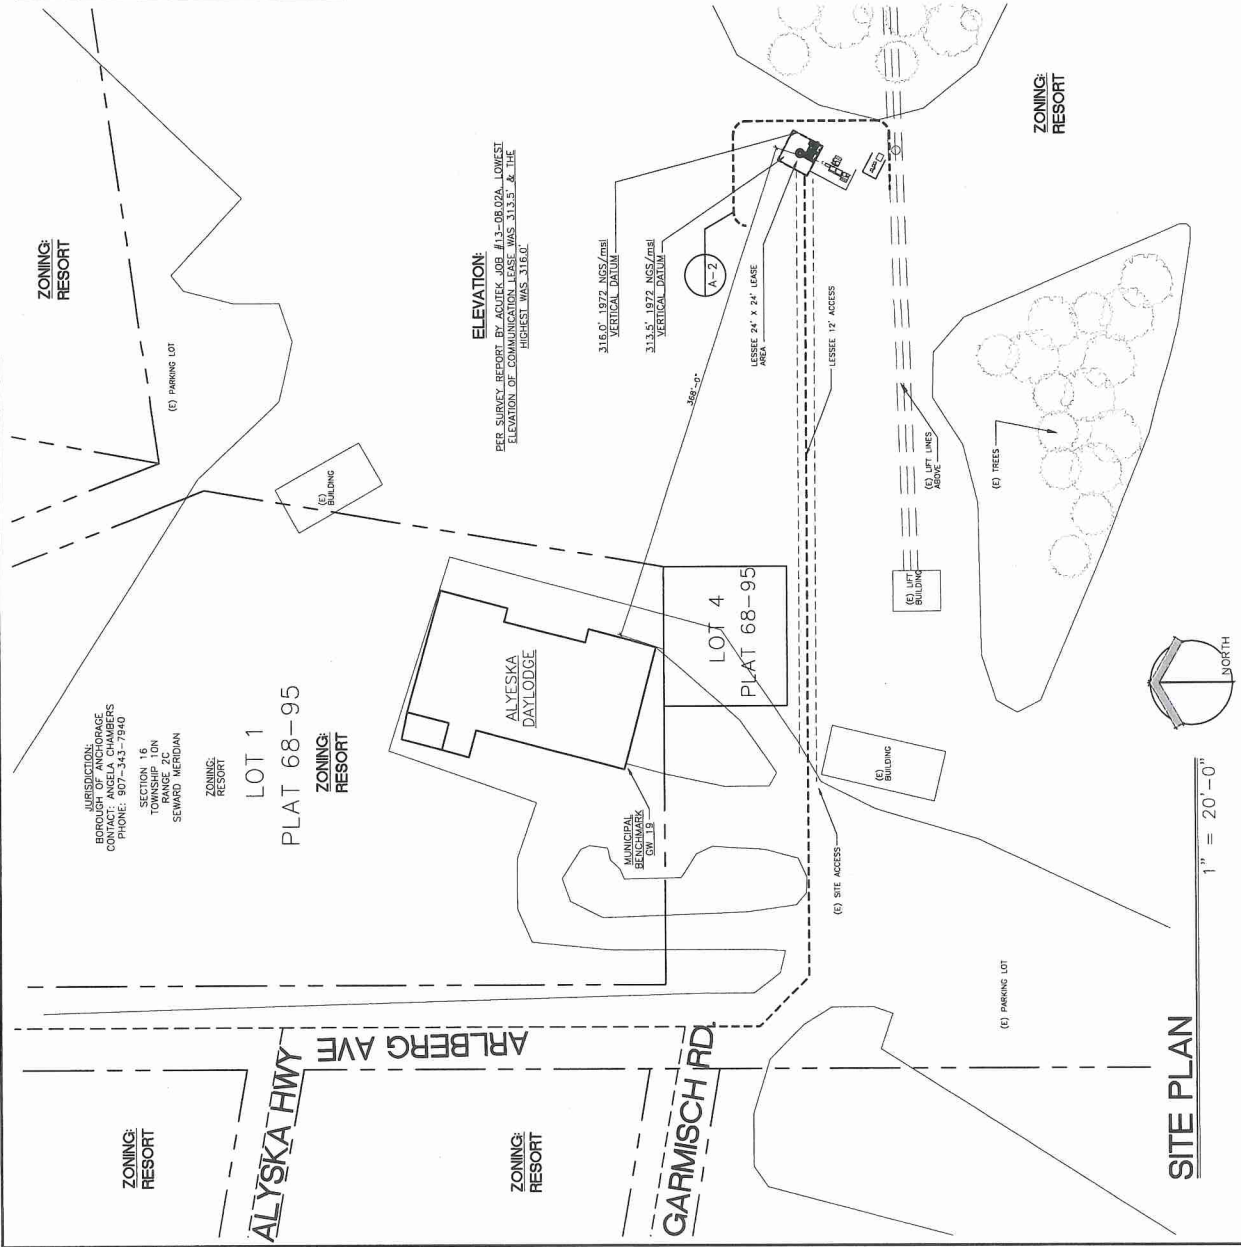 ZONING:
RESORT
(E) PARKING LOT
(E)
BUILDING
JURISDICTION:
BOROUGH OF ANCHORAGE
CONTACT: ANGELA CHAMBERS
PHONE: 907-343-7940
SECTION 16
TOWNSHIP 10N
RANGE 2C
SEWARD MERIDIAN
ZONING:
RESORT
LOT 1
PLAT 68-95
ZONING:
RESORT
ZONING:
RESORT
ALYSKA HWY
ARLBERG AVE
ZONING:
RESORT
GARMISCH RD.
ELEVATION:
PER SURVEY REPORT BY ACUTEK JOB #13-08.02A, LOWEST
ELEVATION OF COMMUNICATION LEASE WAS 313.5' & THE
HIGHEST WAS 316.0'
ALYESKA
DAYLODGE
MUNICIPAL
BENCHMARK
GW 19
316.0' 1972 NGS/msl
VERTICAL DATUM
313.5' 1972 NGS/msl
VERTICAL DATUM
A-2
368'-0"
LOT 4
PLAT 68-95
LESSEE 24' X 24' LEASE
AREA
LESSEE 12' ACCESS
(E) SITE ACCESS
(E)
BUILDING
(E) LIFT
BUILDING
(E) LIFT LINES
ABOVE
(E) TREES
ZONING:
RESORT
(E) PARKING LOT
NORTH
SITE PLAN
1" = 20'-0"